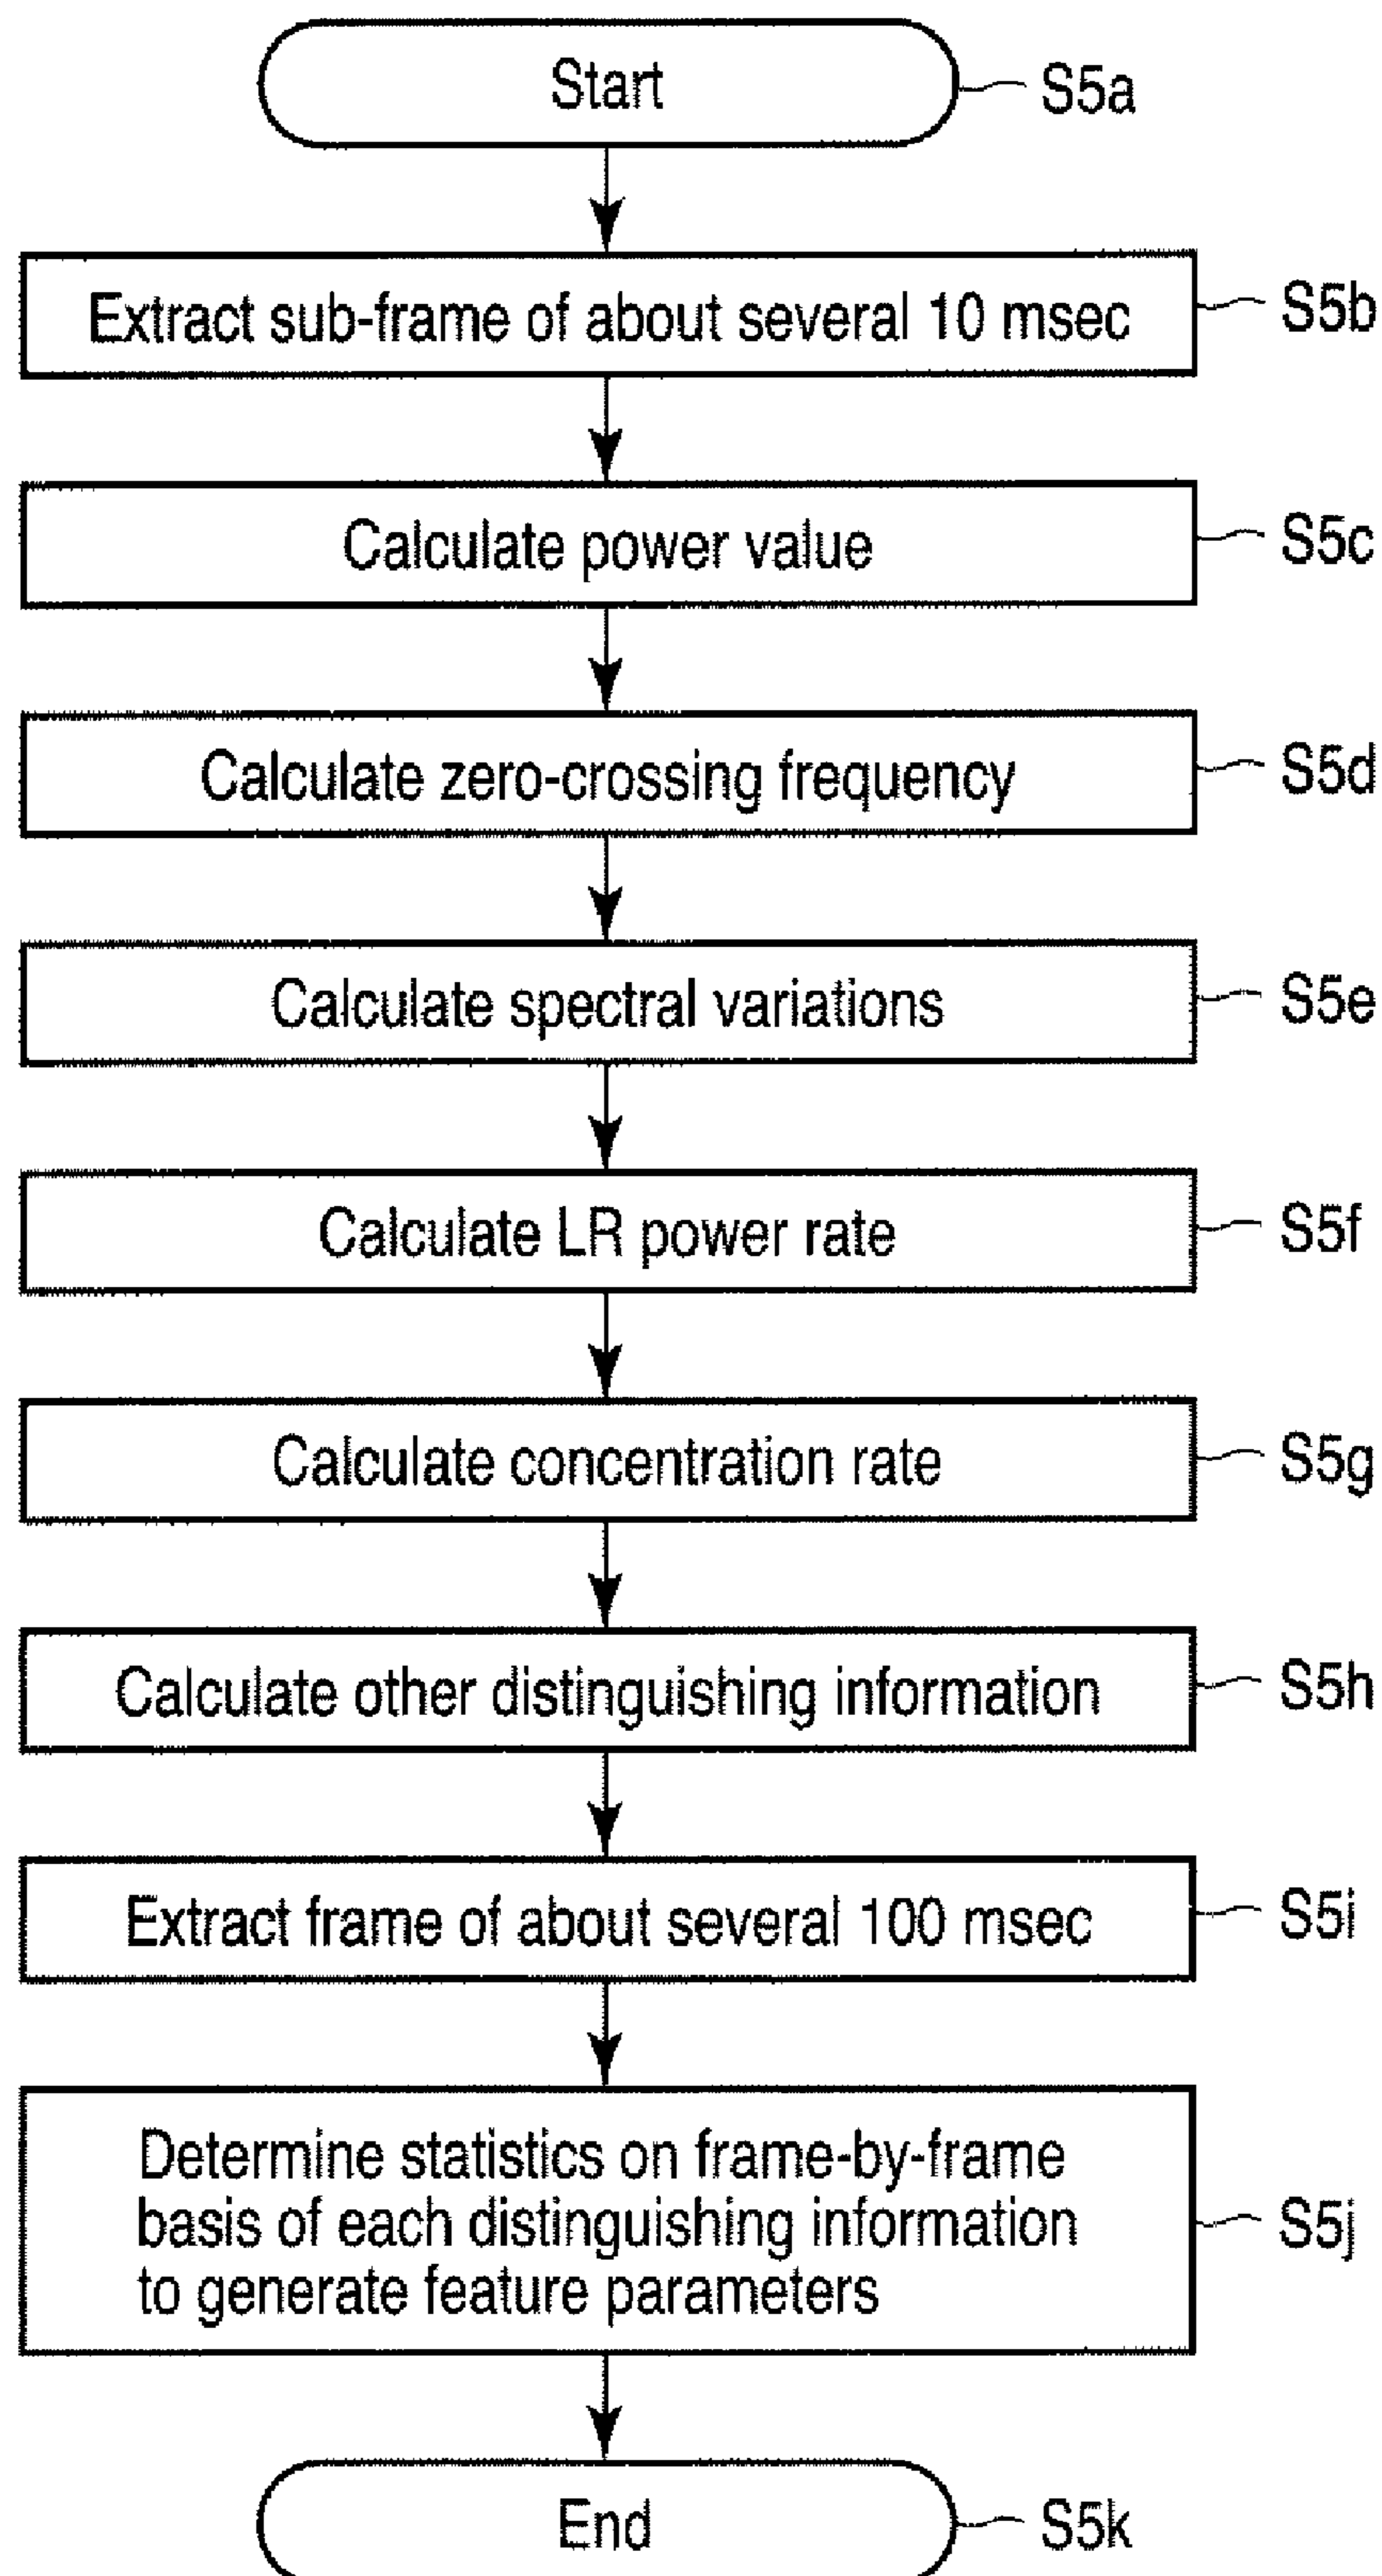 Start
S5a
Extract sub-frame of about several 10 msec
S5b
Calculate power value
S5c
Calculate zero-crossing frequency
S5d
Calculate spectral variations
S5e
Calculate LR power rate
S5f
Calculate concentration rate
S5g
Calculate other distinguishing information
S5h
Extract frame of about several 100 msec
S5i
Determine statistics on frame-by-frame
basis of each distinguishing information
to generate feature parameters
S5j
End
S5k